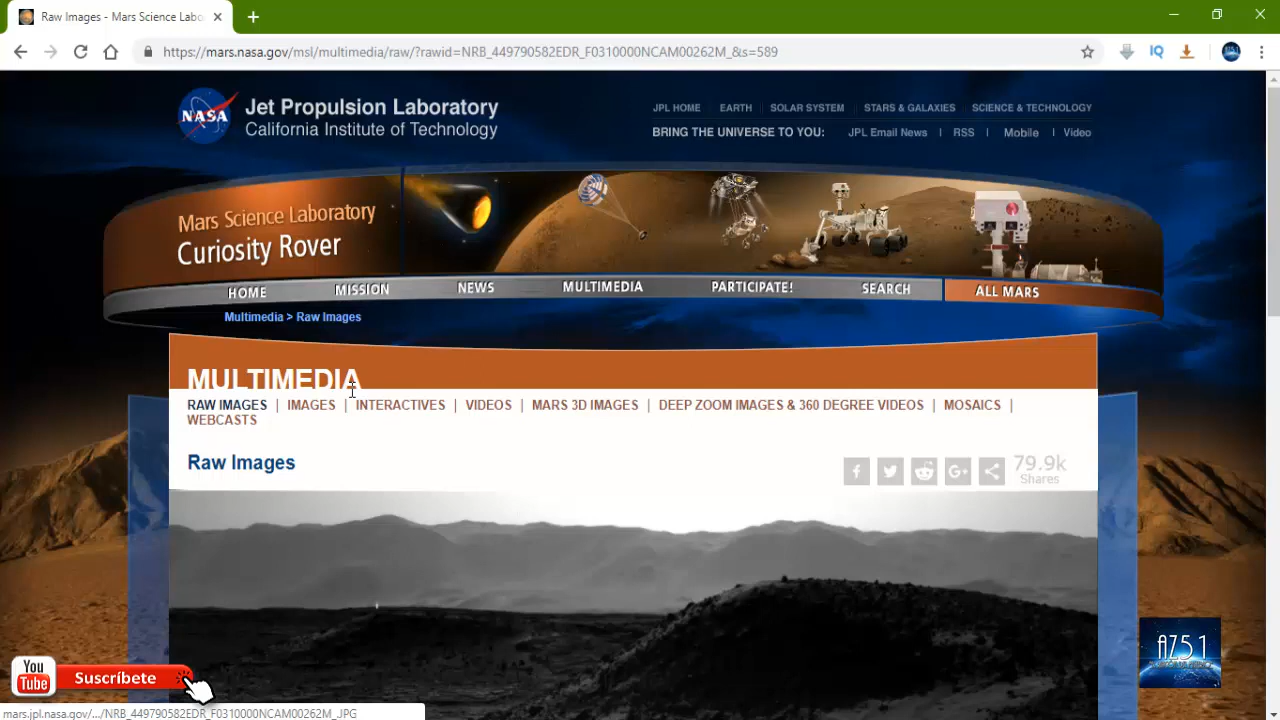 Raw Images - Mars Science Labo
https://mars.nasa.gov/msl/multimedia/raw/?rawid=NRB_449790582EDR_F0310000NCAM00262M_&s=589
NASA
Jet Propulsion Laboratory
California Institute of Technology
JPL HOME EARTH SOLAR SYSTEM STARS & GALAXIES SCIENCE & TECHNOLOGY
BRING THE UNIVERSE TO YOU: JPL Email News | RSS | Mobile | Video
Mars Science Laboratory
Curiosity Rover
HOME MISSION NEWS MULTIMEDIA PARTICIPATE! SEARCH ALL MARS
Multimedia > Raw Images
MULTIMEDIA
RAW IMAGES | IMAGES | INTERACTIVES | VIDEOS | MARS 3D IMAGES | DEEP ZOOM IMAGES & 360 DEGREE VIDEOS | MOSAICS |
WEBCASTS
Raw Images
79.9k
Shares
You
Tube
Suscríbete
AZ51
mars.jpl.nasa.gov/.../NRB_449790582EDR_F0310000NCAM00262M_.JPG